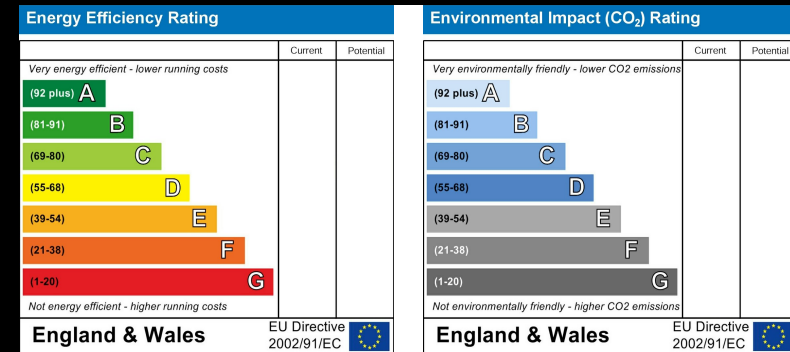 Energy Efficiency Rating
Current Potential
Very energy efficient - lower running costs
(92 plus) A
(81-91) B
(69-80) C
(55-68) D
(39-54) E
(21-38) F
(1-20) G
Not energy efficient - higher running costs
England & Wales
EU Directive
2002/91/EC
Environmental Impact (CO₂) Rating
Current Potential
Very environmentally friendly - lower CO2 emissions
(92 plus) A
(81-91) B
(69-80) C
(55-68) D
(39-54) E
(21-38) F
(1-20) G
Not environmentally friendly - higher CO2 emissions
England & Wales
EU Directive
2002/91/EC